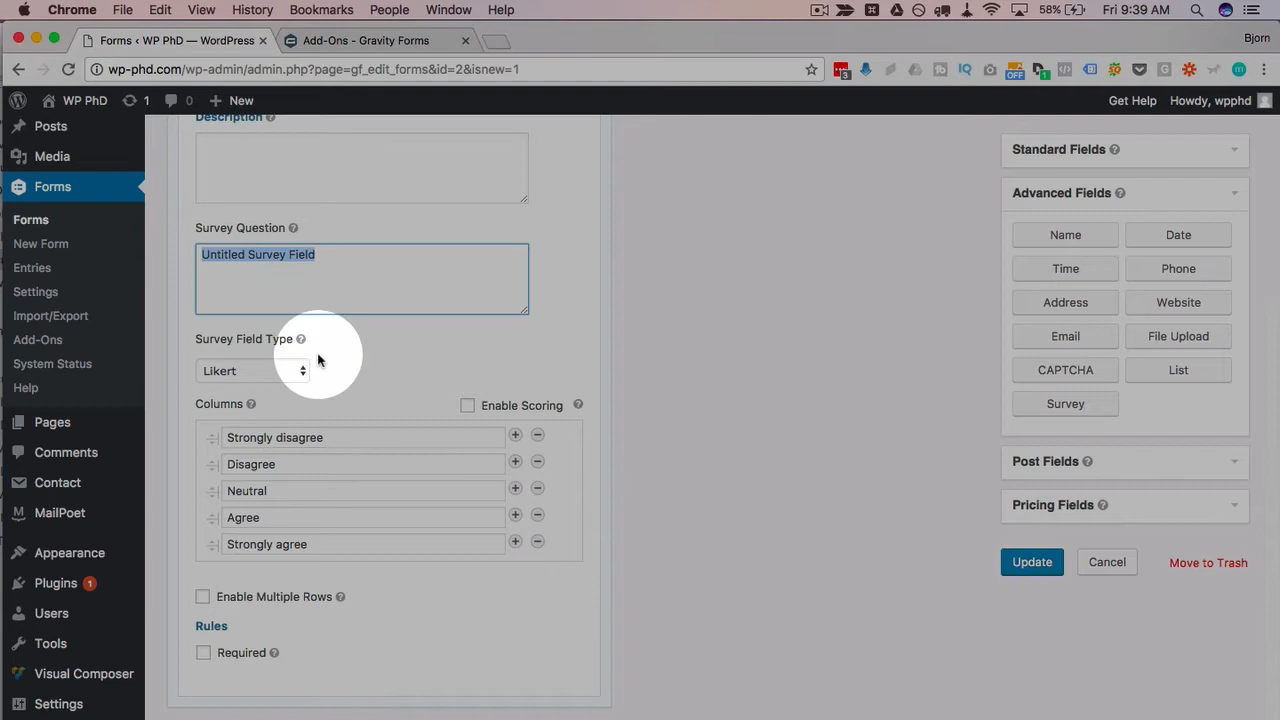 Chrome File Edit View History Bookmarks People Window Help 58% Fri 9:39 AM
Forms ‹ WP PhD — WordPress Add-Ons - Gravity Forms Bjorn
wp-phd.com/wp-admin/admin.php?page=gf_edit_forms&id=2&isnew=1 3 OFF 1
WP PhD 1 0 New Get Help Howdy, wpphd
Posts
Media
Forms
Forms
New Form
Entries
Settings
Import/Export
Add-Ons
System Status
Help
Pages
Comments
Contact
MailPoet
Appearance
Plugins 1
Users
Tools
Visual Composer
Settings
Description
Survey Question
Untitled Survey Field
Survey Field Type
Likert
Columns Enable Scoring
Strongly disagree
Disagree
Neutral
Agree
Strongly agree
Enable Multiple Rows
Rules
Required
Standard Fields
Advanced Fields
Name Date
Time Phone
Address Website
Email File Upload
CAPTCHA List
Survey
Post Fields
Pricing Fields
Update Cancel Move to Trash